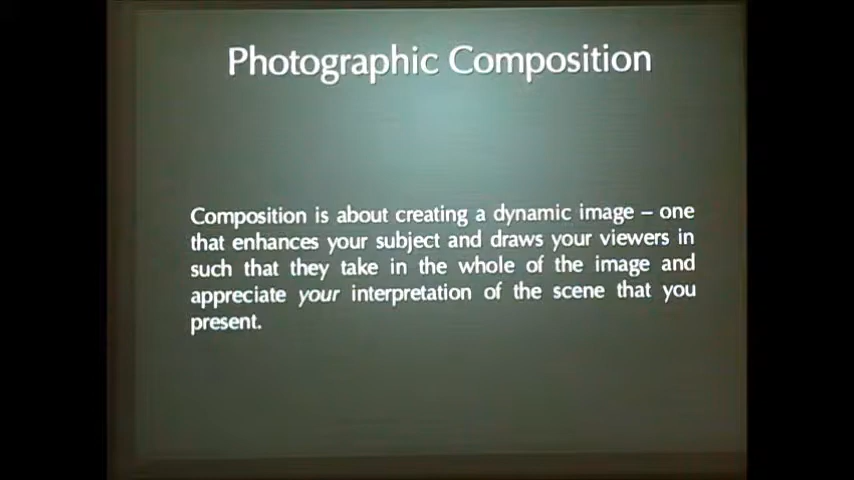 Photographic Composition
Composition is about creating a dynamic image – one
that enhances your subject and draws your viewers in
such that they take in the whole of the image and
appreciate your interpretation of the scene that you
present.